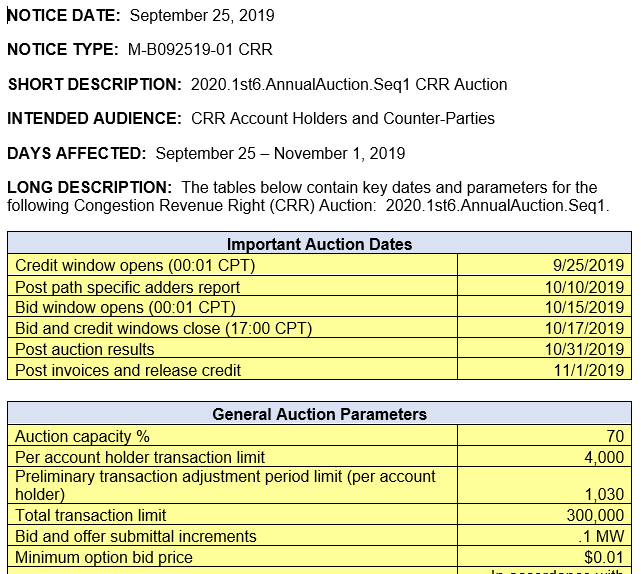 NOTICE DATE: September 25, 2019
NOTICE TYPE: M-B092519-01 CRR
SHORT DESCRIPTION: 2020.1st6.AnnualAuction.Seq1 CRR Auction
INTENDED AUDIENCE: CRR Account Holders and Counter-Parties
DAYS AFFECTED: September 25 – November 1, 2019
LONG DESCRIPTION: The tables below contain key dates and parameters for the
following Congestion Revenue Right (CRR) Auction: 2020.1st6.AnnualAuction.Seq1.
Important Auction Dates
Credit window opens (00:01 CPT) 9/25/2019
Post path specific adders report 10/10/2019
Bid window opens (00:01 CPT) 10/15/2019
Bid and credit windows close (17:00 CPT) 10/17/2019
Post auction results 10/31/2019
Post invoices and release credit 11/1/2019
General Auction Parameters
Auction capacity % 70
Per account holder transaction limit 4,000
Preliminary transaction adjustment period limit (per account
holder) 1,030
Total transaction limit 300,000
Bid and offer submittal increments .1 MW
Minimum option bid price $0.01
In accordance with